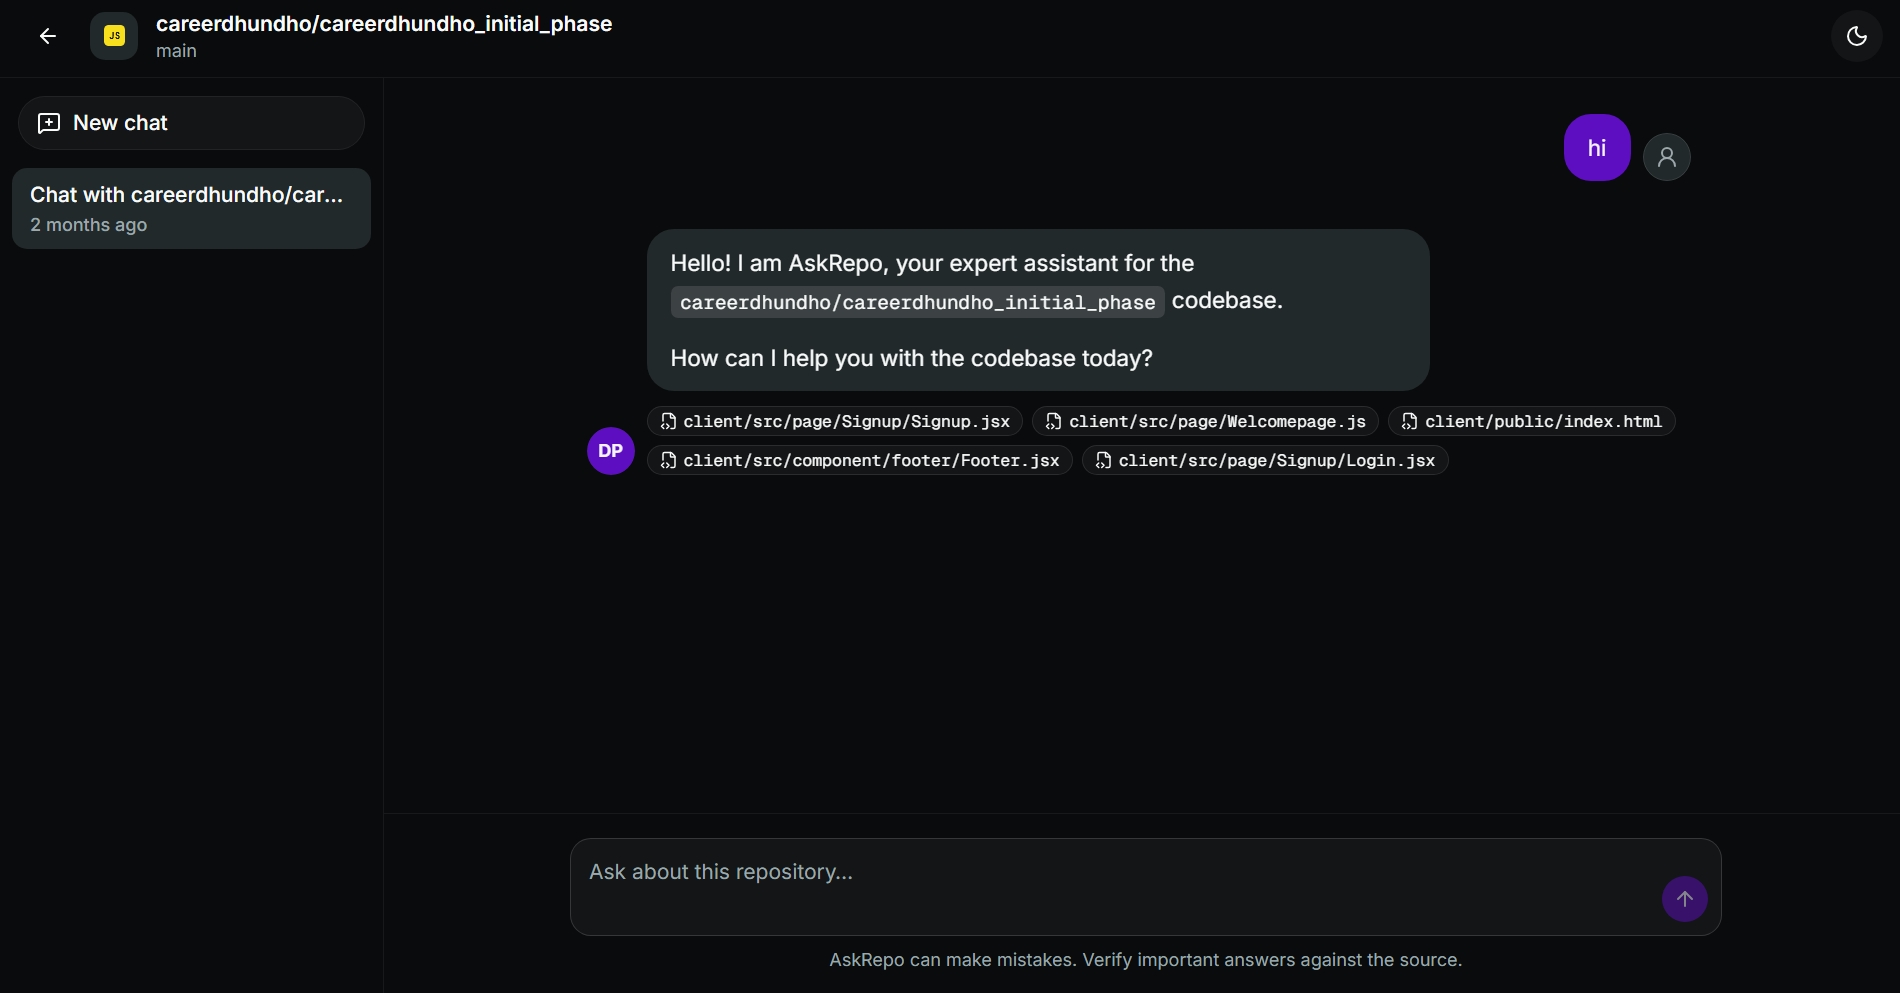 JS
careerdhundho/careerdhundho_initial_phase
main
New chat
Chat with careerdhundho/car...
2 months ago
hi
Hello! I am AskRepo, your expert assistant for the
careerdhundho/careerdhundho_initial_phase codebase.
How can I help you with the codebase today?
client/src/page/Signup/Signup.jsx client/src/page/Welcomepage.js client/public/index.html
DP
client/src/component/footer/Footer.jsx client/src/page/Signup/Login.jsx
Ask about this repository...
AskRepo can make mistakes. Verify important answers against the source.